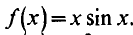 f(x) = x sin x.